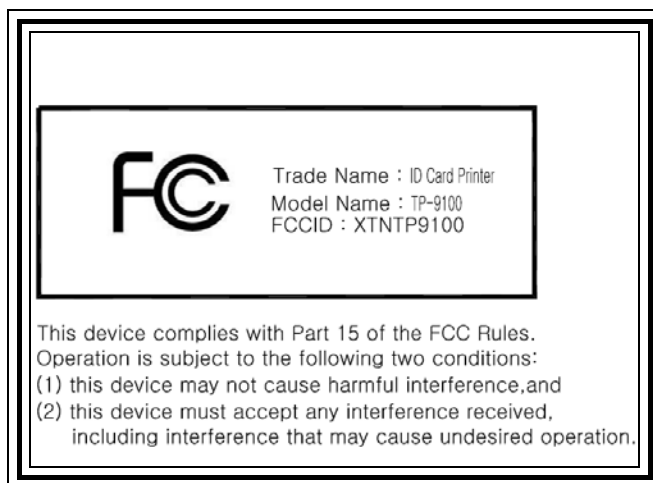 FC
Trade Name : ID Card Printer
Model Name : TP-9100
FCCID : XTNTP9100
This device complies with Part 15 of the FCC Rules.
Operation is subject to the following two conditions:
(1) this device may not cause harmful interference,and
(2) this device must accept any interference received,
including interference that may cause undesired operation.